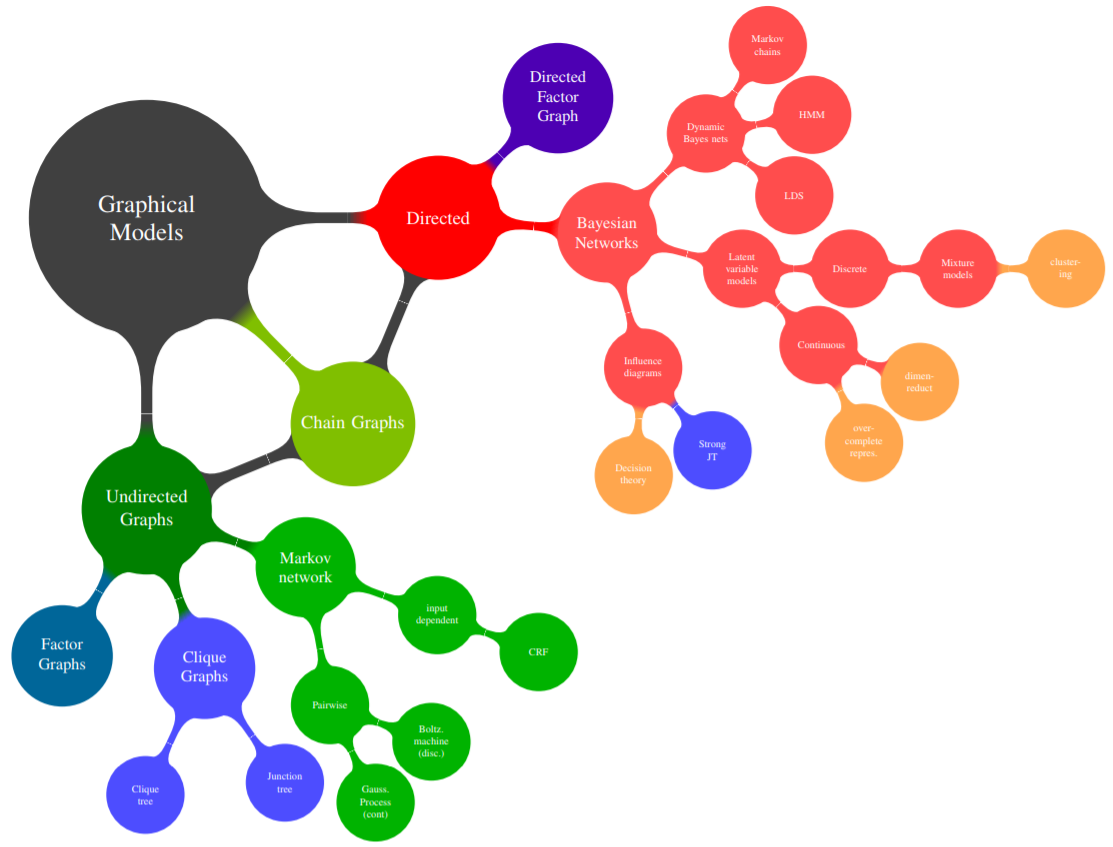 Graphical
Models
Directed
Directed
Factor
Graph
Bayesian
Networks
Dynamic
Bayes nets
Markov
chains
HMM
LDS
Latent
variable
models
Discrete
Mixture
models
cluster-
ing
Continuous
dimen-
reduct
over-
complete
repres.
Influence
diagrams
Strong
JT
Decision
theory
Chain Graphs
Undirected
Graphs
Markov
network
input
dependent
CRF
Pairwise
Boltz.
machine
(disc.)
Gauss.
Process
(cont)
Factor
Graphs
Clique
Graphs
Clique
tree
Junction
tree